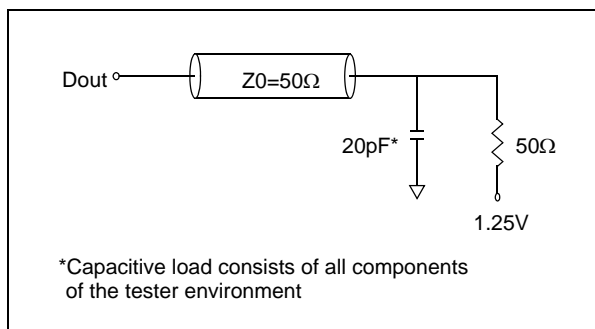 Dout
Z0=50Ω
20pF*
50Ω
1.25V
*Capacitive load consists of all components
of the tester environment